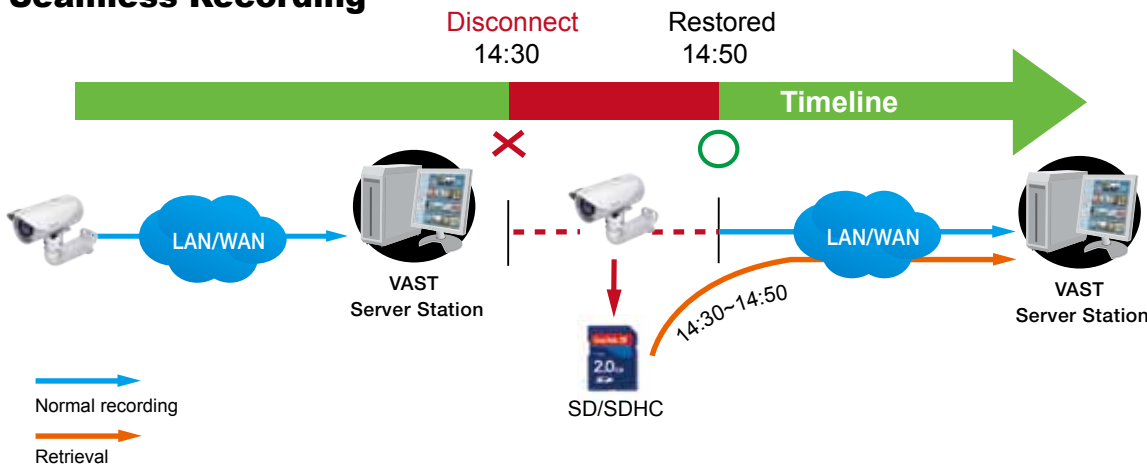 Seamless Recording
Disconnect
14:30
Restored
14:50
Timeline
LAN/WAN
VAST
Server Station
LAN/WAN
VAST
Server Station
14:30~14:50
2.0
SD/SDHC
Normal recording
Retrieval